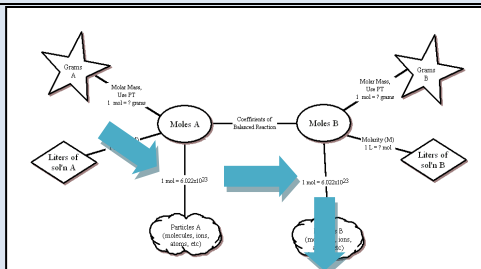 Grams
A
Grams
B
Molar Mass,
Use PT
1 mol = ? grams
Molar Mass,
Use PT
1 mol = ? grams
Moles A
Coefficients of
Balanced Reaction
Moles B
Liters of
sol'n A
Molarity (M)
1 L = ? mol
Liters of
sol'n B
1 mol = 6.022x10²³
1 mol = 6.022x10²³
Particles A
(molecules, ions,
atoms, etc)
B
ions,
etc)